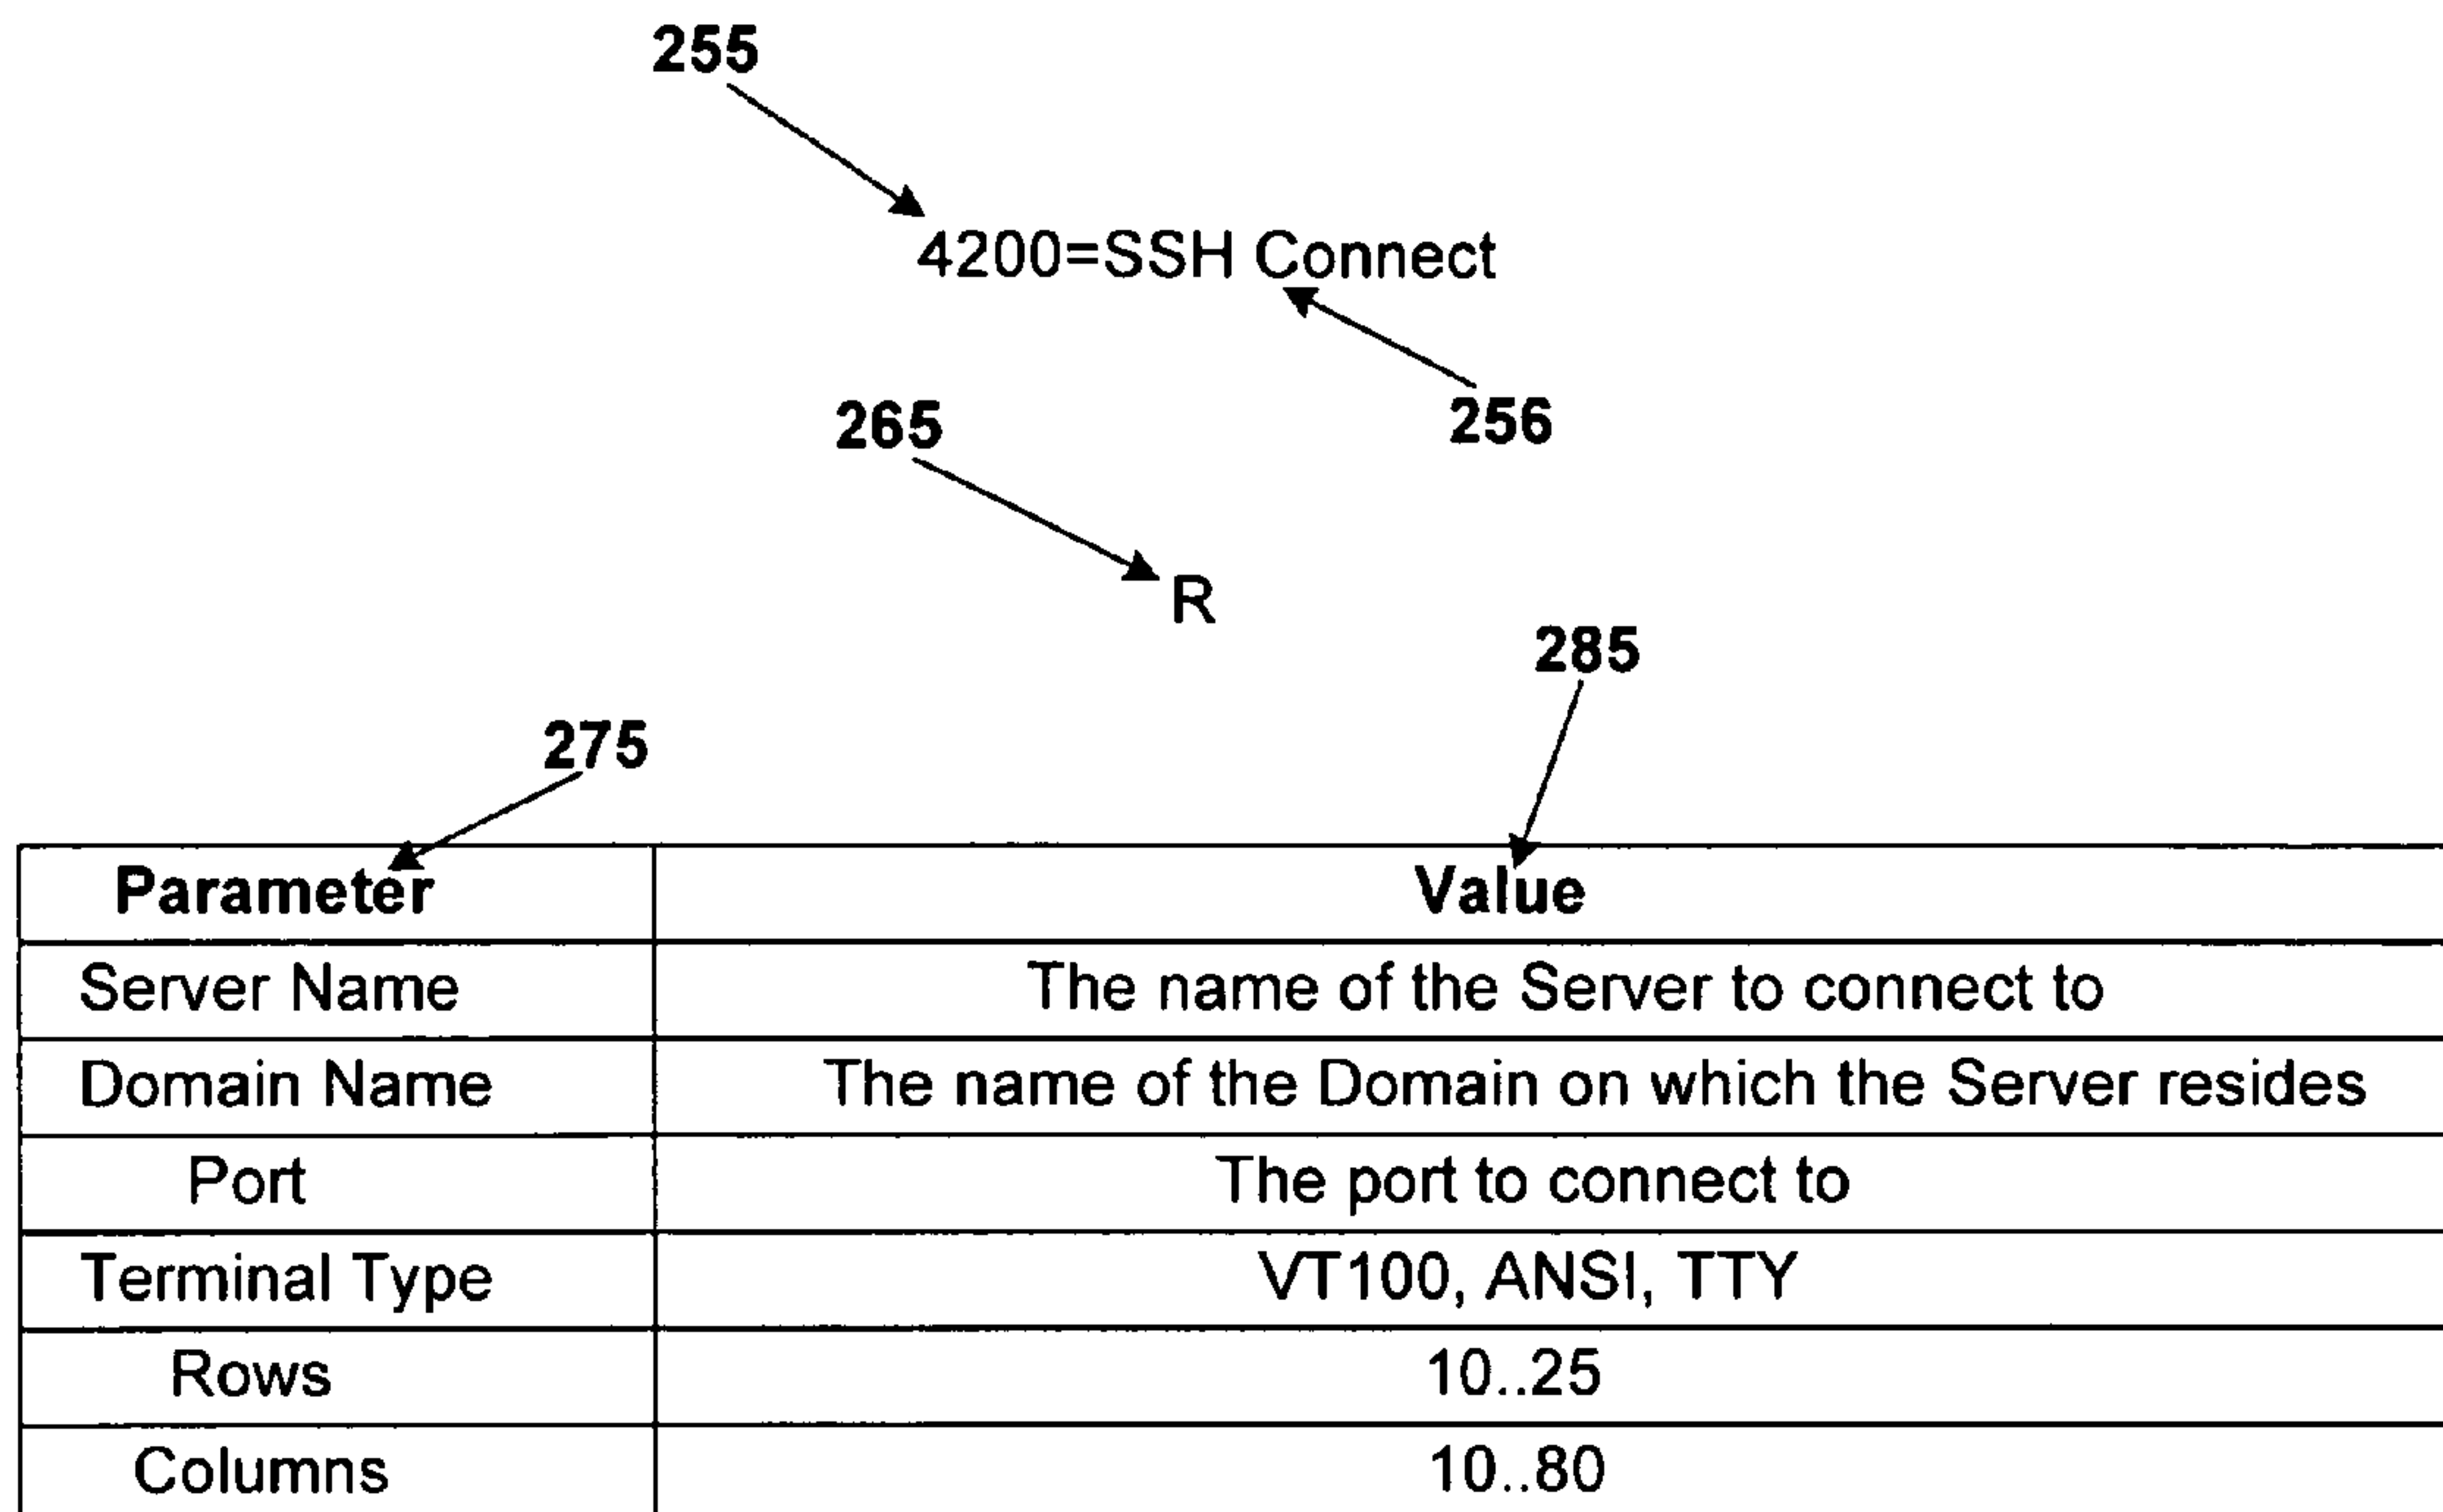 255
4200=SSH Connect
256
265
R
285
275
Parameter Value
Server Name The name of the Server to connect to
Domain Name The name of the Domain on which the Server resides
Port The port to connect to
Terminal Type VT100, ANSI, TTY
Rows 10..25
Columns 10..80